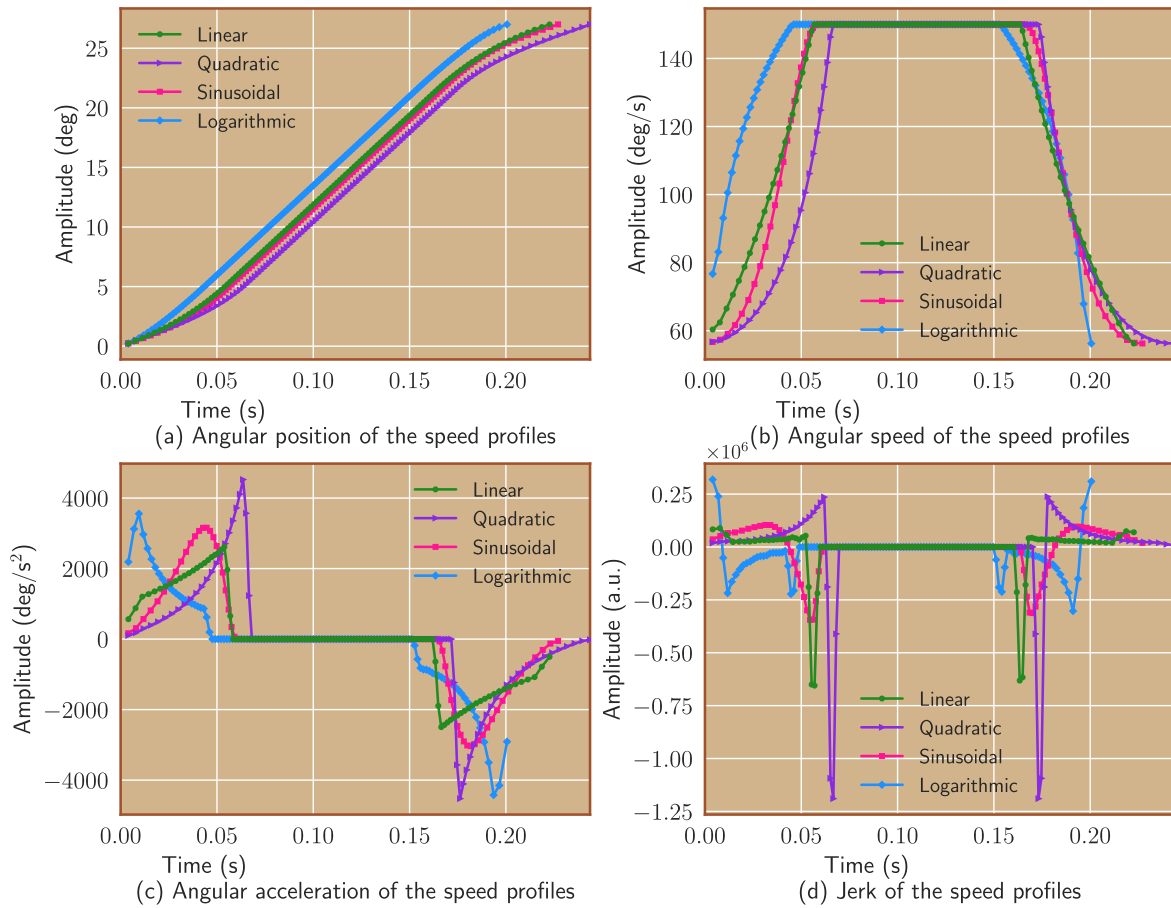 25
20
15
10
5
0
Amplitude (deg)
Linear
Quadratic
Sinusoidal
Logarithmic
0.00 0.05 0.10 0.15 0.20
Time (s)
(a) Angular position of the speed profiles
140
120
100
80
60
Amplitude (deg/s)
Linear
Quadratic
Sinusoidal
Logarithmic
0.00 0.05 0.10 0.15 0.20
Time (s)
(b) Angular speed of the speed profiles
4000
2000
0
−2000
−4000
Amplitude (deg/s²)
Linear
Quadratic
Sinusoidal
Logarithmic
0.00 0.05 0.10 0.15 0.20
Time (s)
(c) Angular acceleration of the speed profiles
×10⁶
0.25
0.00
−0.25
−0.50
−0.75
−1.00
−1.25
Amplitude (a.u.)
Linear
Quadratic
Sinusoidal
Logarithmic
0.00 0.05 0.10 0.15 0.20
Time (s)
(d) Jerk of the speed profiles